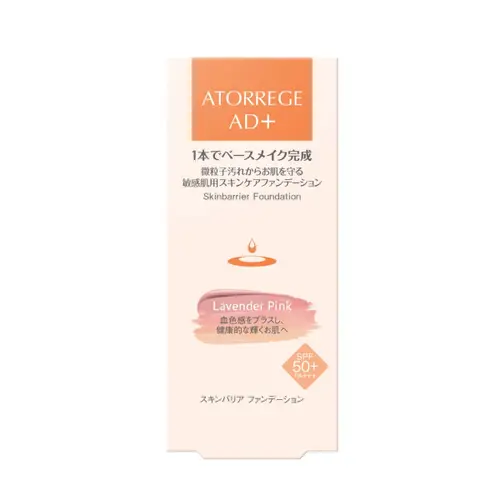 ATORREGE
AD+
1本でベースメイク完成
微粒子汚れからお肌を守る
敏感肌用スキンケアファンデーション
Skinbarrier Foundation
Lavender Pink
血色感をプラスし、
健康的な輝くお肌へ
SPF
50+
PA++++
スキンバリア ファンデーション